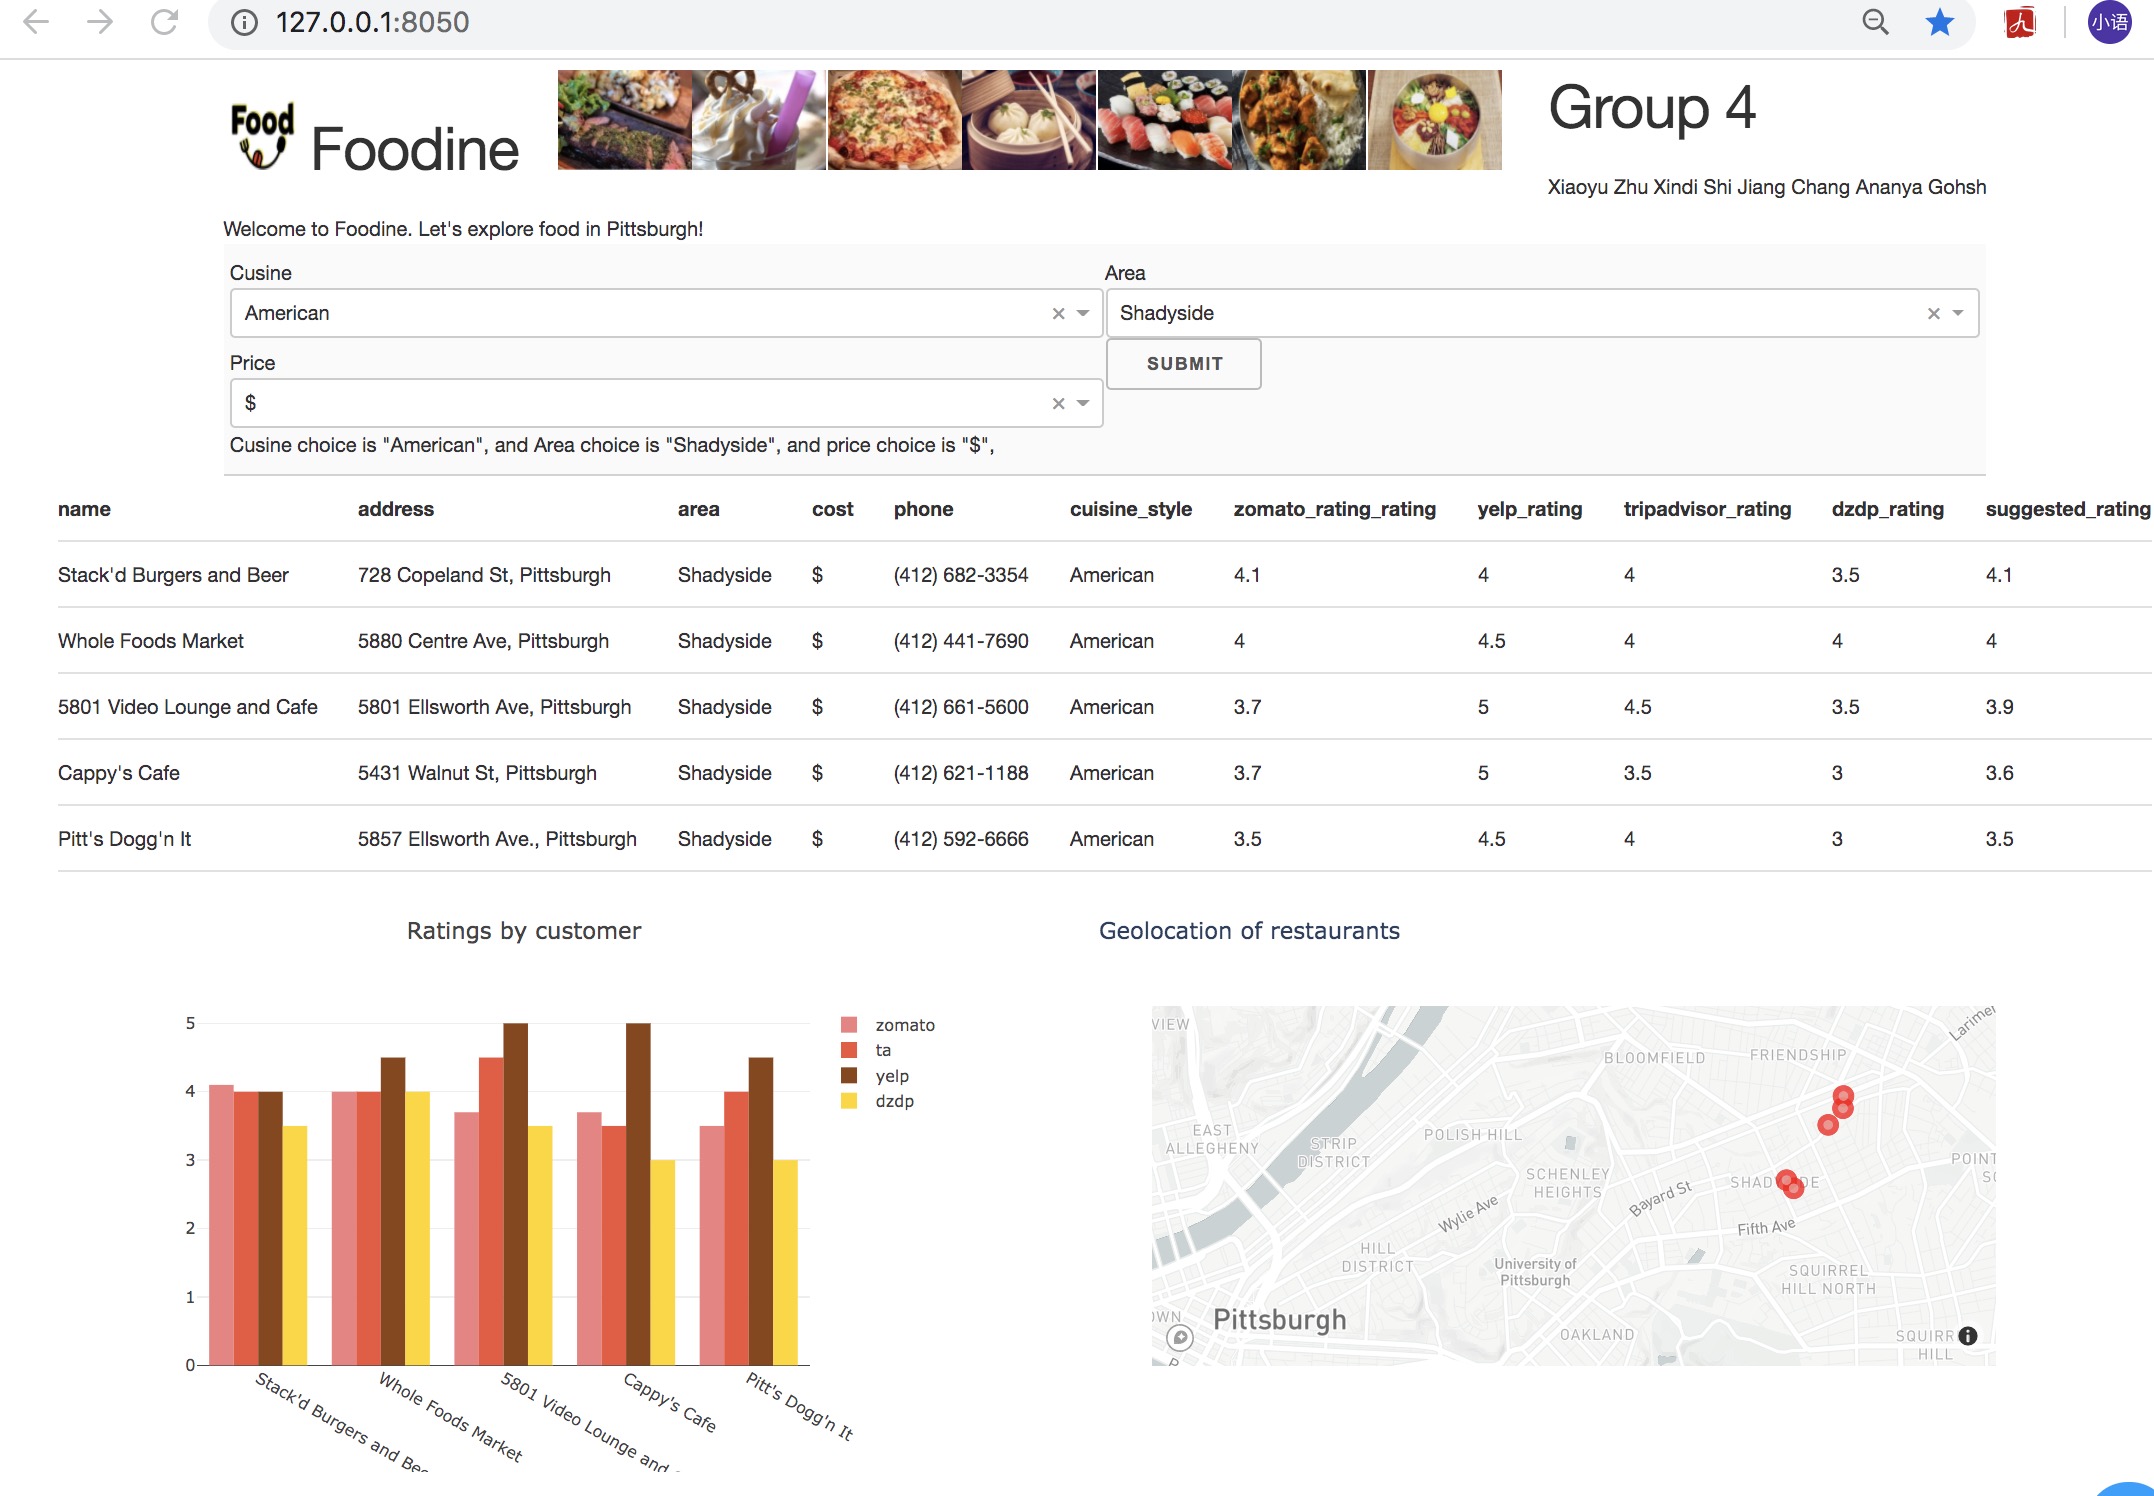 127.0.0.1:8050
小语
Food
Foodine
Group 4
Xiaoyu Zhu Xindi Shi Jiang Chang Ananya Gohsh
Welcome to Foodine. Let's explore food in Pittsburgh!
Cusine
Area
American
Shadyside
Price
SUBMIT
$
Cusine choice is "American", and Area choice is "Shadyside", and price choice is "$",
name address area cost phone cuisine_style zomato_rating_rating yelp_rating tripadvisor_rating dzdp_rating suggested_rating
Stack'd Burgers and Beer 728 Copeland St, Pittsburgh Shadyside $ (412) 682-3354 American 4.1 4 4 3.5 4.1
Whole Foods Market 5880 Centre Ave, Pittsburgh Shadyside $ (412) 441-7690 American 4 4.5 4 4 4
5801 Video Lounge and Cafe 5801 Ellsworth Ave, Pittsburgh Shadyside $ (412) 661-5600 American 3.7 5 4.5 3.5 3.9
Cappy's Cafe 5431 Walnut St, Pittsburgh Shadyside $ (412) 621-1188 American 3.7 5 3.5 3 3.6
Pitt's Dogg'n It 5857 Ellsworth Ave., Pittsburgh Shadyside $ (412) 592-6666 American 3.5 4.5 4 3 3.5
Ratings by customer
5
4
3
2
1
0
Stack'd Burgers and Bee
Whole Foods Market
5801 Video Lounge and
Cappy's Cafe
Pitt's Dogg'n It
zomato
ta
yelp
dzdp
Geolocation of restaurants
VIEW
Larimer
BLOOMFIELD
FRIENDSHIP
EAST
ALLEGHENY
STRIP
DISTRICT
POLISH HILL
POINT
SCHENLEY
HEIGHTS
SHAD DE
Bayard St
Wylie Ave
Fifth Ave
HILL
DISTRICT
University of
Pittsburgh
SQUIRREL
HILL NORTH
OWN
Pittsburgh
OAKLAND
SQUIRR
HILL